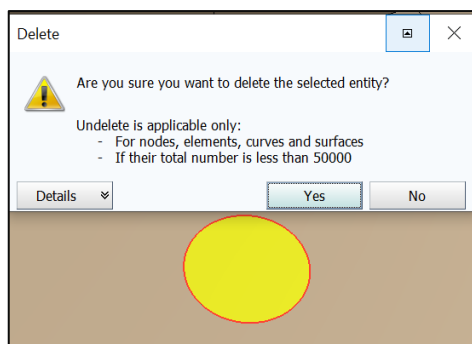 Delete
Are you sure you want to delete the selected entity?
Undelete is applicable only:
- For nodes, elements, curves and surfaces
- If their total number is less than 50000
Details
Yes
No